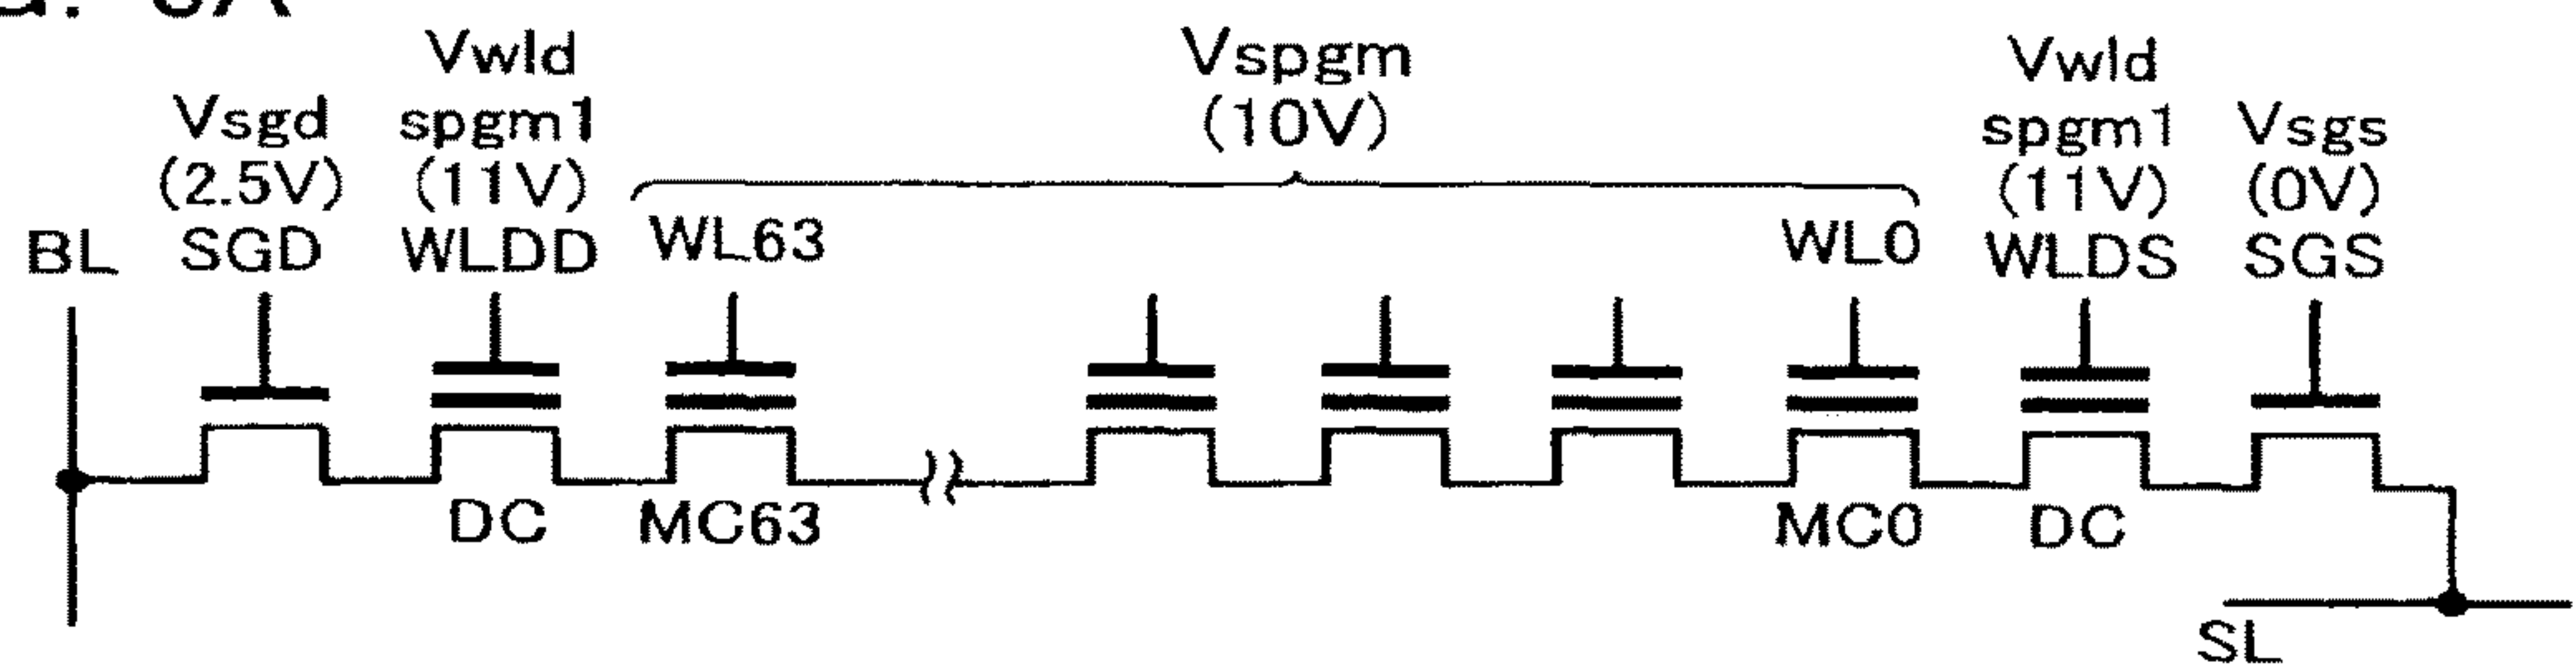 Vsgd
(2.5V)
SGD
Vwld
spgm1
(11V)
WLDD
Vspgm
(10V)
WL63
WL0
Vwld
spgm1
(11V)
WLDS
Vsgs
(0V)
SGS
BL
DC
MC63
MC0
DC
SL